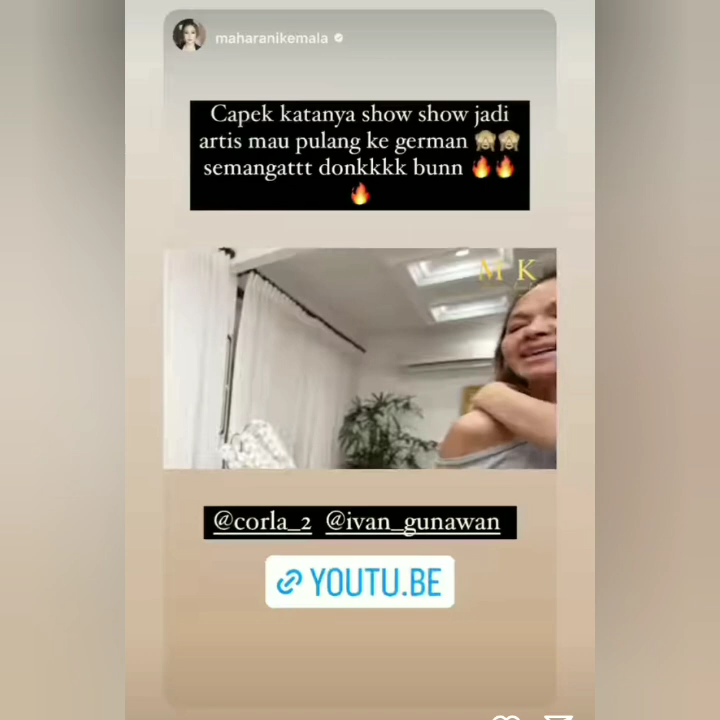 maharanikemala
Capek katanya show show jadi
artis mau pulang ke german 🙈🙈
semangattt donkkkk bunn 🔥🔥
🔥
M K
@corla_2 @ivan_gunawan
YOUTU.BE